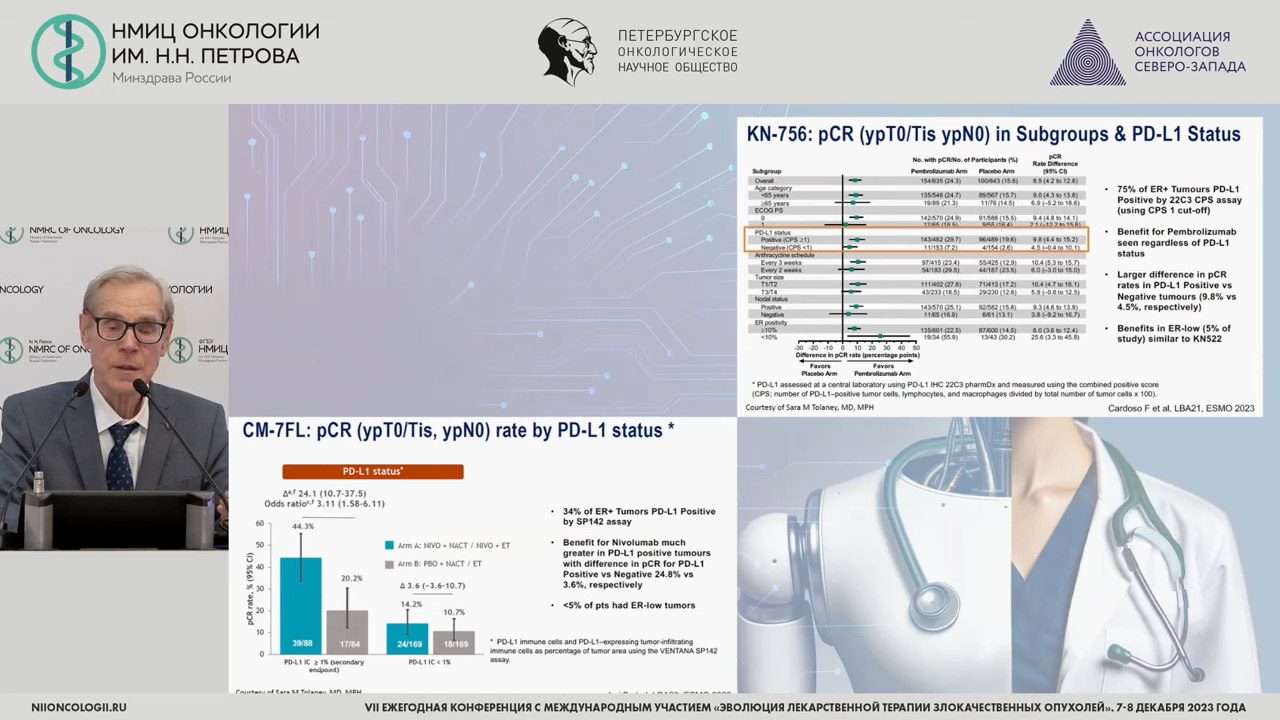 НМИЦ ОНКОЛОГИИ
ИМ. Н.Н. ПЕТРОВА
Минздрава России
ПЕТЕРБУРГСКОЕ
ОНКОЛОГИЧЕСКОЕ
НАУЧНОЕ ОБЩЕСТВО
АССОЦИАЦИЯ
ОНКОЛОГОВ
СЕВЕРО-ЗАПАДА
NMRC OF ONCOLOGY
НМИЦ ОНКОЛОГИИ
ONCOLOGY
N.N. Petrov
NMRC OF
ФГБУ
НМИЦ
KN-756: pCR (ypT0/Tis ypN0) in Subgroups & PD-L1 Status
No. with pCR/No. of Participants (%)
pCR
Rate Difference
(95% CI)
Subgroup Pembrolizumab Arm Placebo Arm
Overall 154/635 (24.3) 100/643 (15.6) 8.5 (4.2 to 12.8)
Age category
<65 years 135/546 (24.7) 89/567 (15.7) 9.0 (4.3 to 13.8)
≥65 years 19/89 (21.3) 11/76 (14.5) 6.9 (–5.2 to 18.6)
ECOG PS
0 142/570 (24.9) 91/588 (15.5) 9.4 (4.8 to 14.1)
1 12/65 (18.5) 9/55 (16.4) 2.1 (–12.2 to 15.8)
PD-L1 status
Positive (CPS ≥1) 143/482 (29.7) 96/489 (19.6) 9.8 (4.4 to 15.2)
Negative (CPS <1) 11/153 (7.2) 4/154 (2.6) 4.5 (–0.4 to 10.1)
Anthracycline schedule
Every 3 weeks 97/415 (23.4) 55/425 (12.9) 10.4 (5.3 to 15.7)
Every 2 weeks 54/183 (29.5) 44/187 (23.5) 6.0 (–3.0 to 15.0)
Tumor size
T1/T2 111/402 (27.6) 71/413 (17.2) 10.4 (4.7 to 16.1)
T3/T4 43/233 (18.5) 29/230 (12.6) 5.8 (–0.8 to 12.5)
Nodal status
Positive 143/570 (25.1) 92/582 (15.8) 9.3 (4.6 to 13.9)
Negative 11/65 (16.9) 8/61 (13.1) 3.8 (–9.2 to 16.7)
ER positivity
≥10% 135/601 (22.5) 87/600 (14.5) 8.0 (3.6 to 12.4)
<10% 19/34 (55.9) 13/43 (30.2) 25.6 (3.3 to 45.8)
-30 -20 -10 0 10 20 30 40 50
Difference in pCR rate (percentage points)
Favors
Placebo Arm
Favors
Pembrolizumab Arm
• 75% of ER+ Tumours PD-L1
Positive by 22C3 CPS assay
(using CPS 1 cut-off)
• Benefit for Pembrolizumab
seen regardless of PD-L1
status
• Larger difference in pCR
rates in PD-L1 Positive vs
Negative tumours (9.8% vs
4.5%, respectively)
• Benefits in ER-low (5% of
study) similar to KN522
* PD-L1 assessed at a central laboratory using PD-L1 IHC 22C3 pharmDx and measured using the combined positive score
(CPS; number of PD-L1–positive tumor cells, lymphocytes, and macrophages divided by total number of tumor cells x 100).
Courtesy of Sara M Tolaney, MD, MPH
Cardoso F et al, LBA21, ESMO 2023
CM-7FL: pCR (ypT0/Tis, ypN0) rate by PD-L1 status *
PD-L1 status*
24.1 (10.7-37.5)
3.11 (1.58-6.11)
pCR rate, % (95% CI)
60
50
40
30
20
10
0
44.3%
20.2%
Arm A: NIVO + NACT / NIVO + ET
Arm B: PBO + NACT / ET
Δ 3.6 (–3.6–10.7)
14.2%
10.7%
39/88 17/84 24/169 18/169
PD-L1 IC ≥ 1% (secondary
endpoint)
PD-L1 IC < 1%
• 34% of ER+ Tumors PD-L1 Positive
by SP142 assay
• Benefit for Nivolumab much
greater in PD-L1 positive tumours
with difference in pCR for PD-L1
Positive vs Negative 24.8% vs
3.6%, respectively
• <5% of pts had ER-low tumors
* PD-L1 immune cells and PD-L1–expressing tumor-infiltrating
immune cells as percentage of tumor area using the VENTANA SP142
assay.
Courtesy of Sara M Tolaney, MD, MPH
NIIONCOLOGII.RU
VII ЕЖЕГОДНАЯ КОНФЕРЕНЦИЯ С МЕЖДУНАРОДНЫМ УЧАСТИЕМ «ЭВОЛЮЦИЯ ЛЕКАРСТВЕННОЙ ТЕРАПИИ ЗЛОКАЧЕСТВЕННЫХ ОПУХОЛЕЙ». 7-8 ДЕКАБРЯ 2023 ГОДА